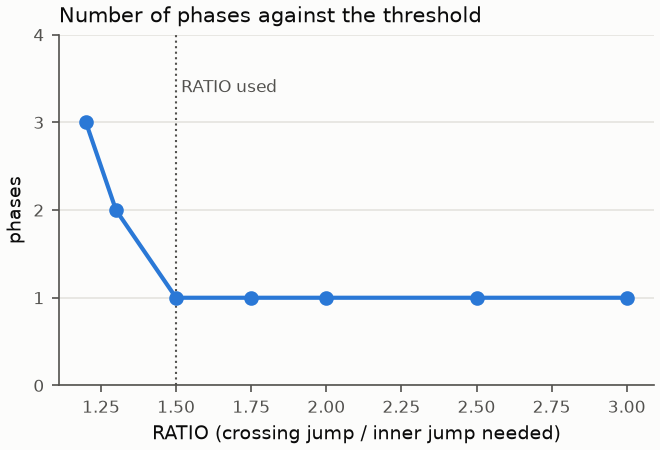 Number of phases against the threshold
4
3
2
1
0
phases
RATIO used
1.25 1.50 1.75 2.00 2.25 2.50 2.75 3.00
RATIO (crossing jump / inner jump needed)